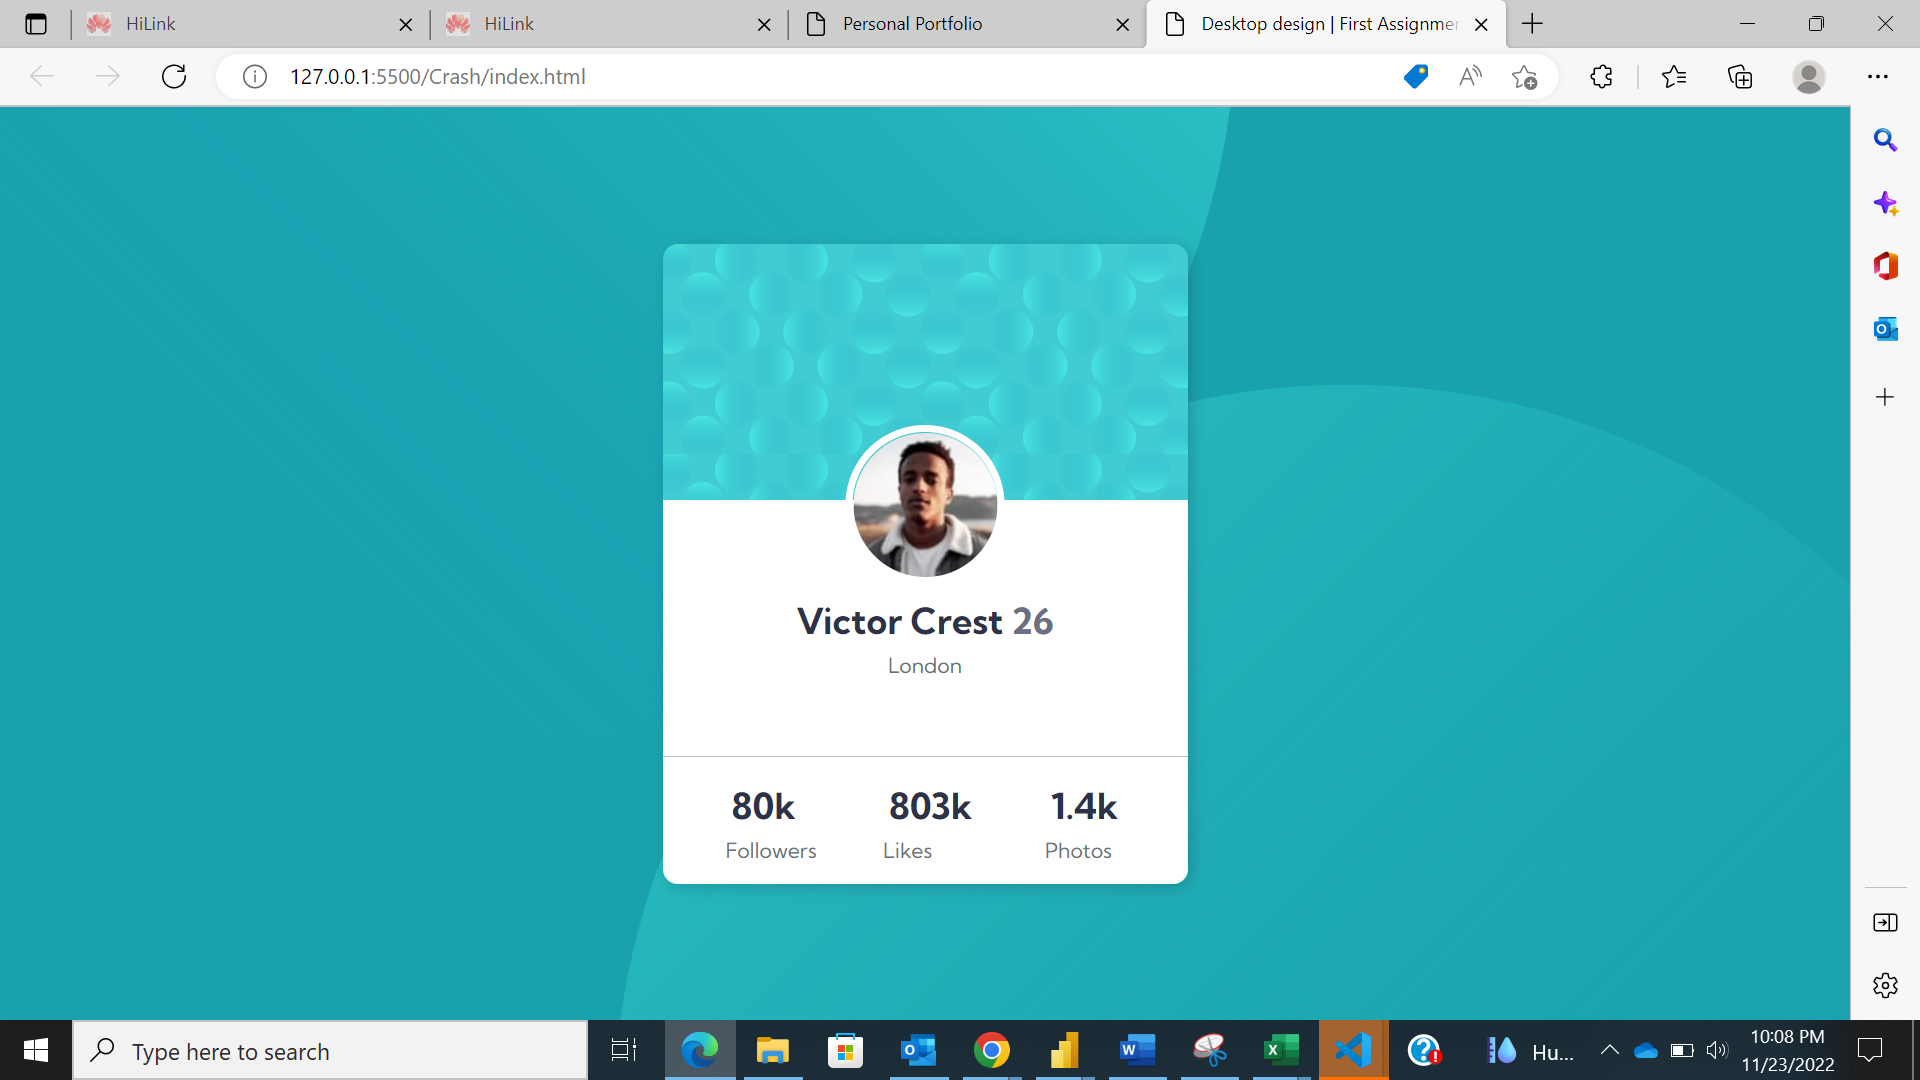 HiLink
HiLink
Personal Portfolio
Desktop design | First Assignmer
127.0.0.1:5500/Crash/index.html
Victor Crest 26
London
80k 803k 1.4k
Followers Likes Photos
Type here to search
Hu...
10:08 PM
11/23/2022